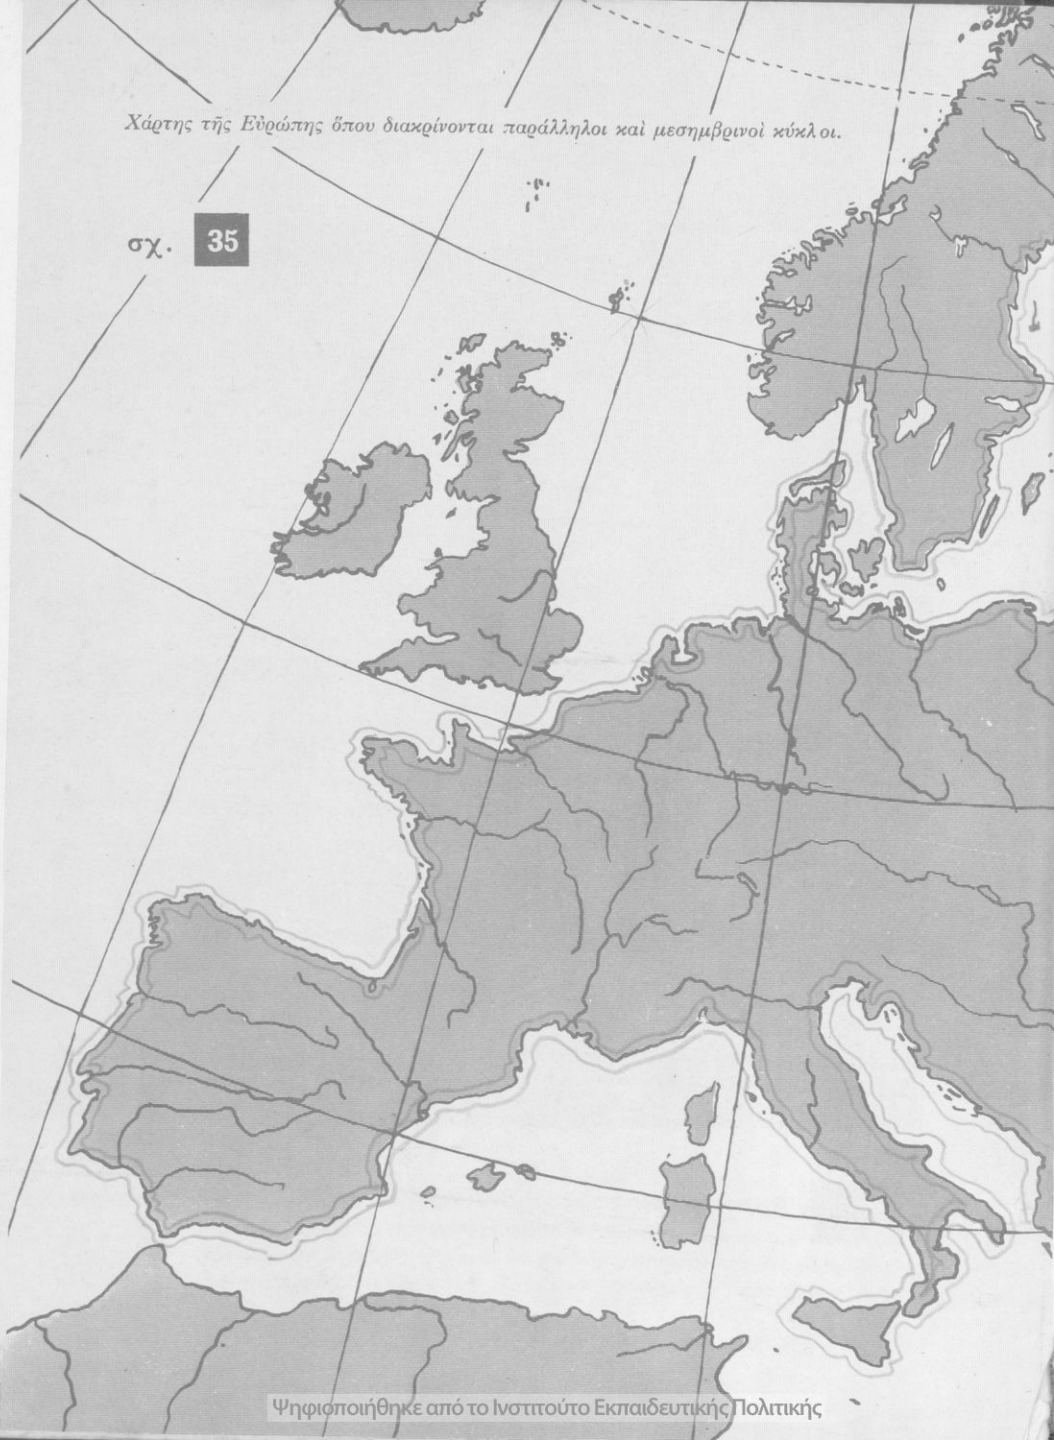 Χάρτης τῆς Εὐρώπης ὅπου διακρίνονται παράλληλοι καὶ μεσημβρινοὶ κύκλοι.
σχ. 35
Ψηφιοποιήθηκε από το Ινστιτούτο Εκπαιδευτικής Πολιτικής